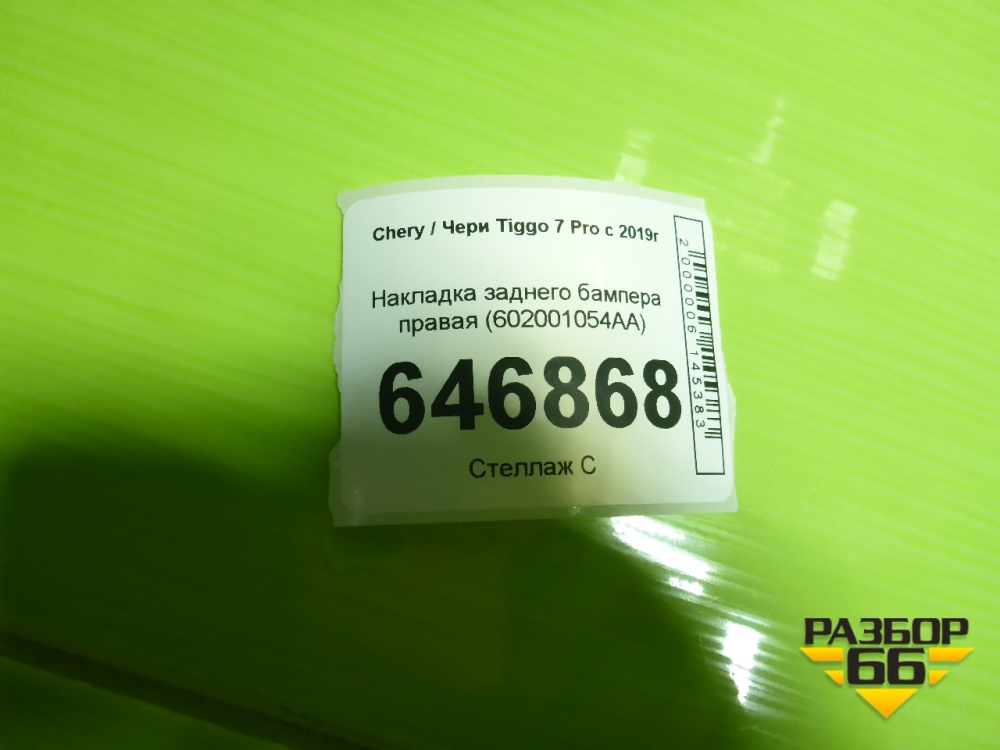 Chery / Чери Tiggo 7 Pro с 2019г
Накладка заднего бампера
правая (602001054AA)
646868
Стеллаж С
2000006145383
РАЗБОР
66